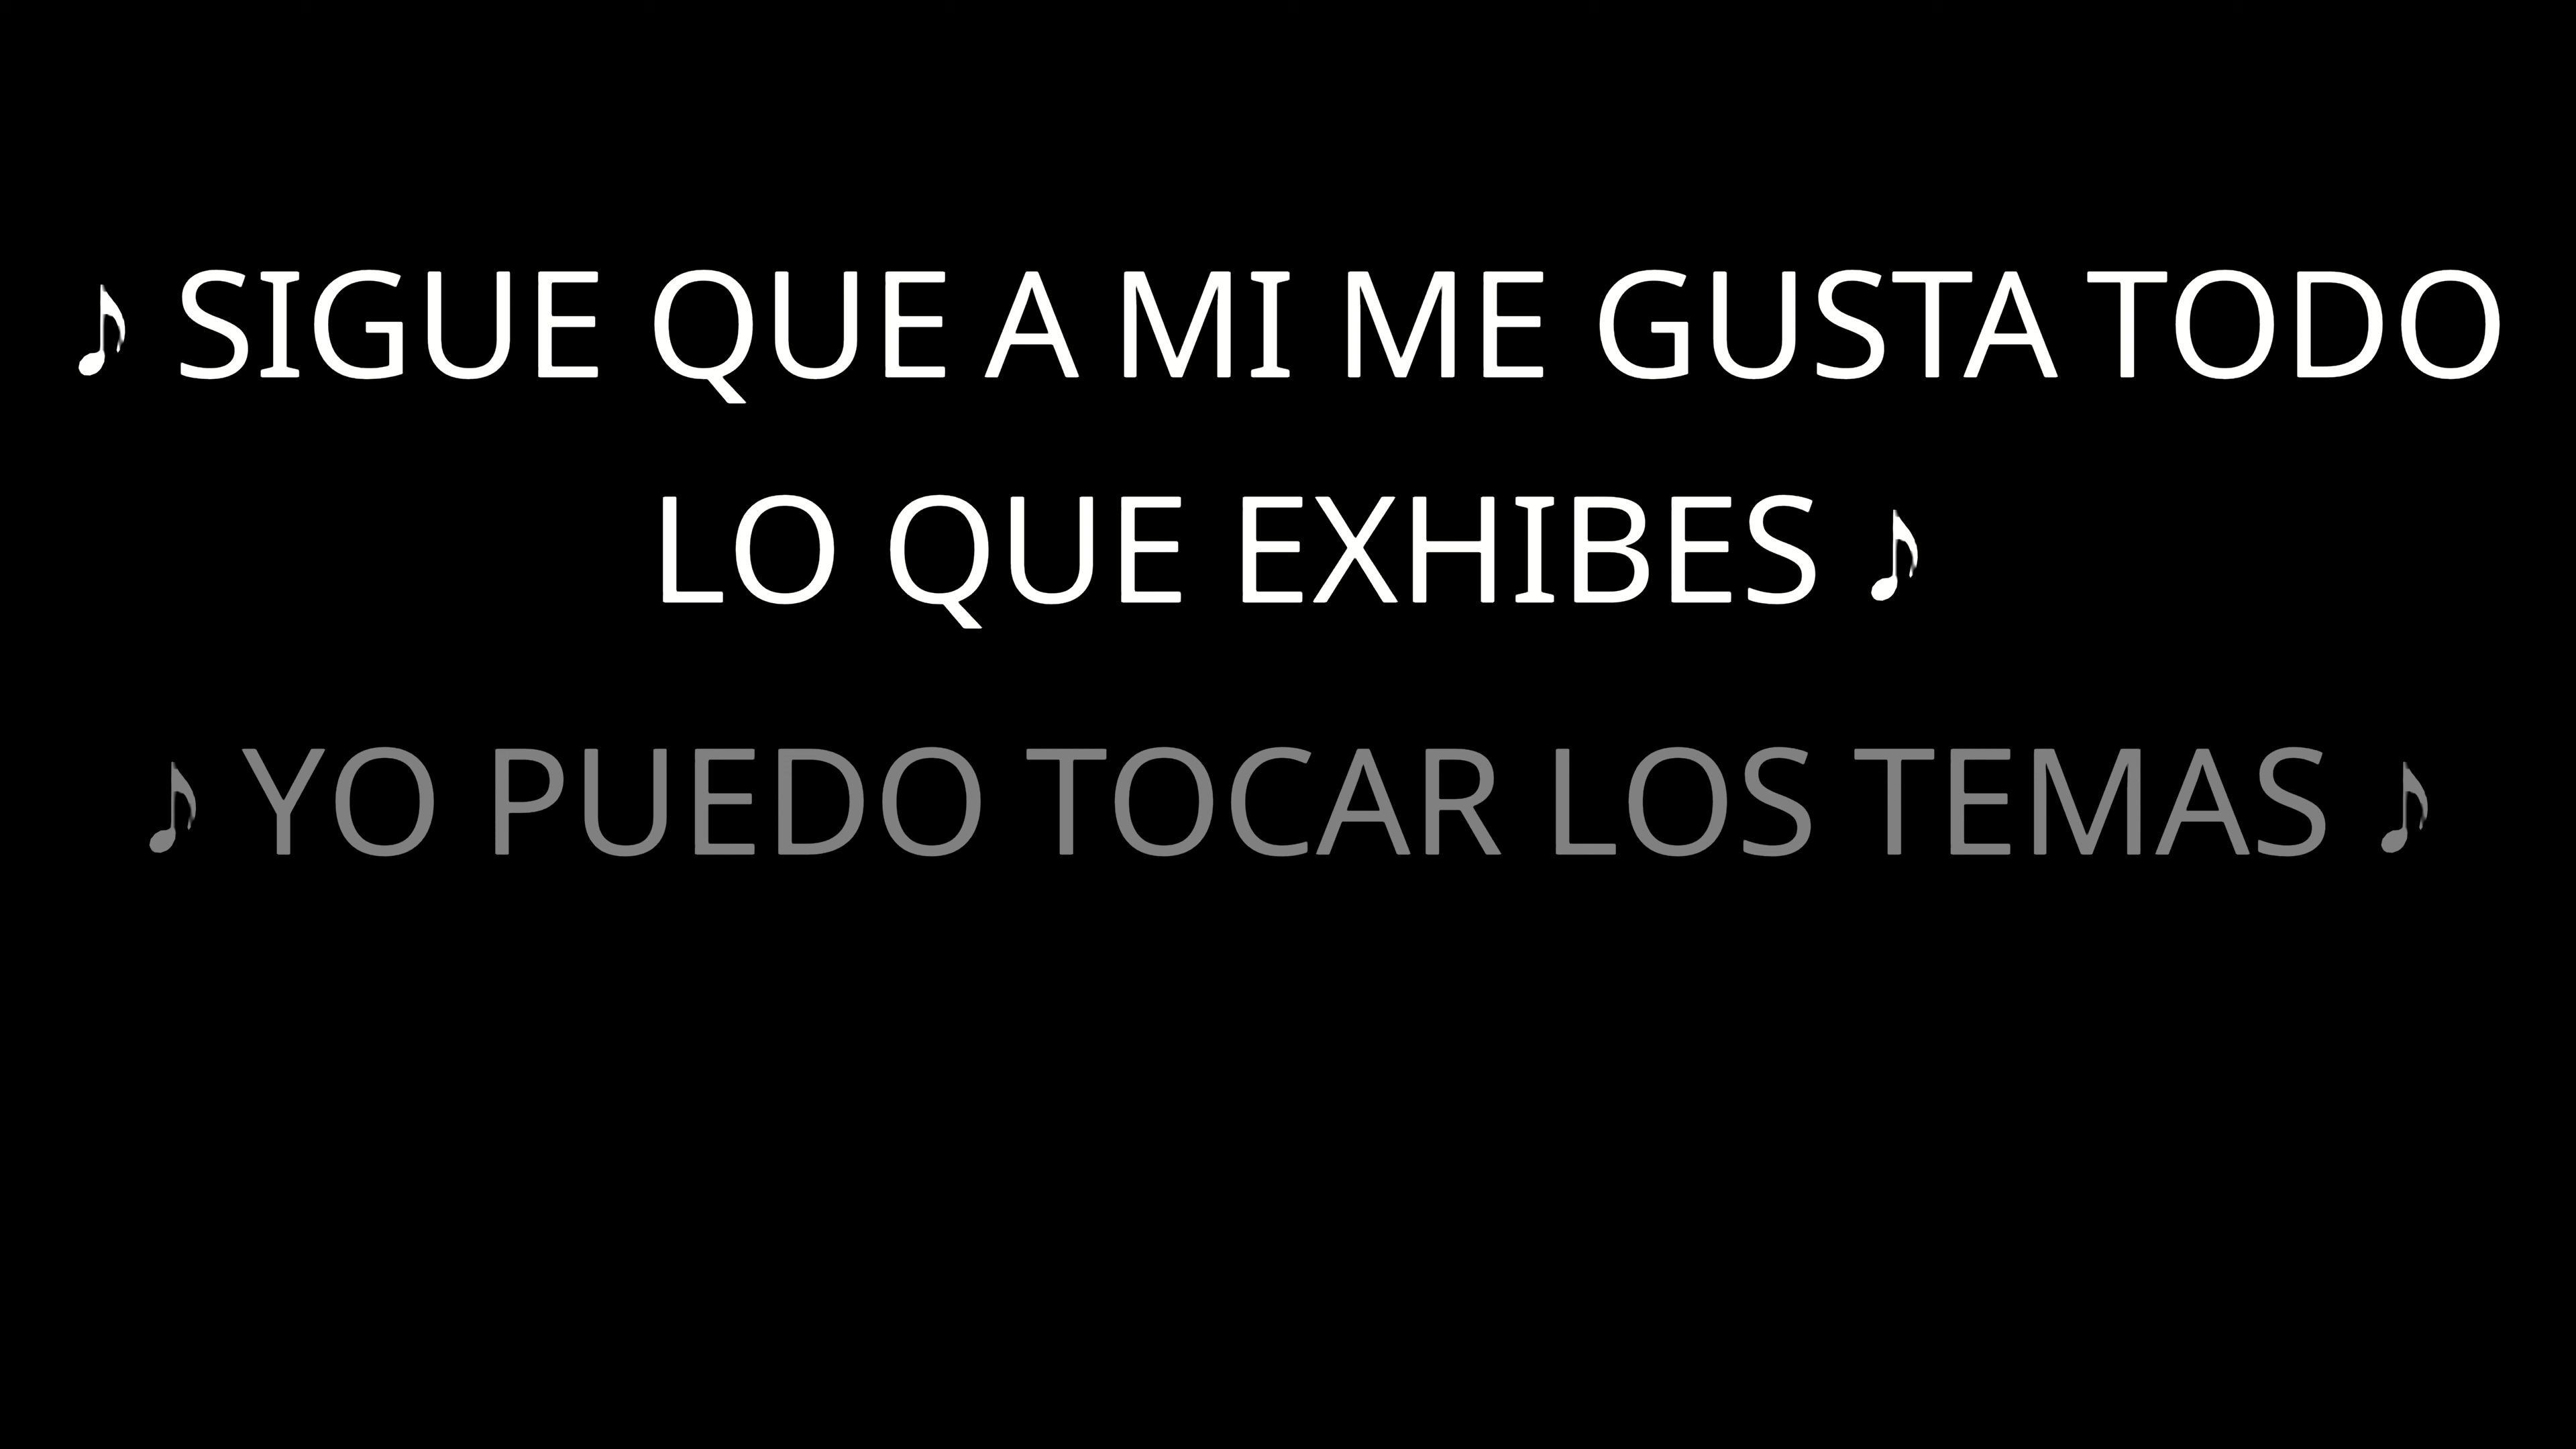 ♪ SIGUE QUE A MI ME GUSTA TODO
LO QUE EXHIBES ♪
♪ YO PUEDO TOCAR LOS TEMAS ♪